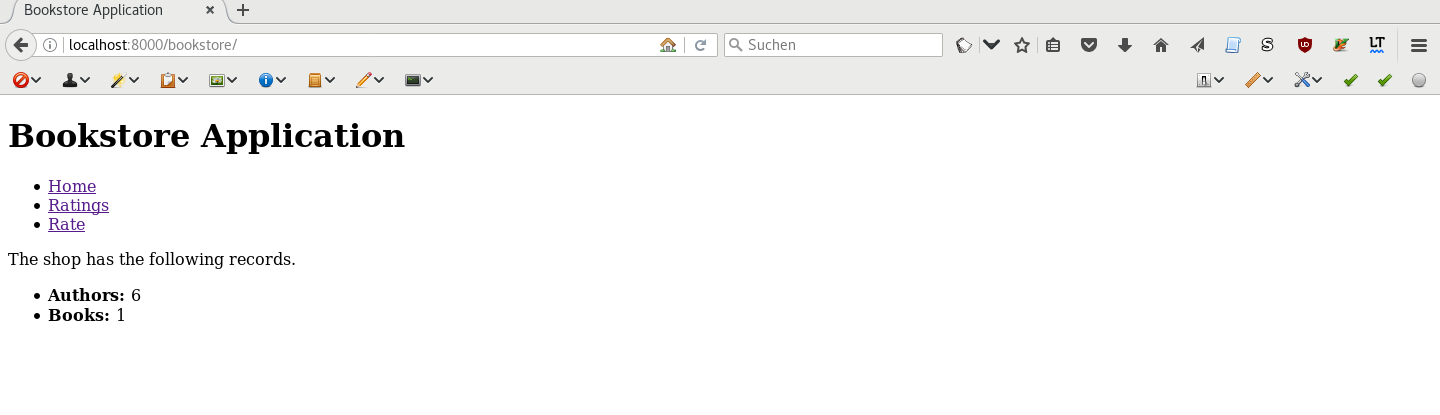 Bookstore Application
localhost:8000/bookstore/
Suchen
S
LT
Bookstore Application
Home
Ratings
Rate
The shop has the following records.
Authors: 6
Books: 1